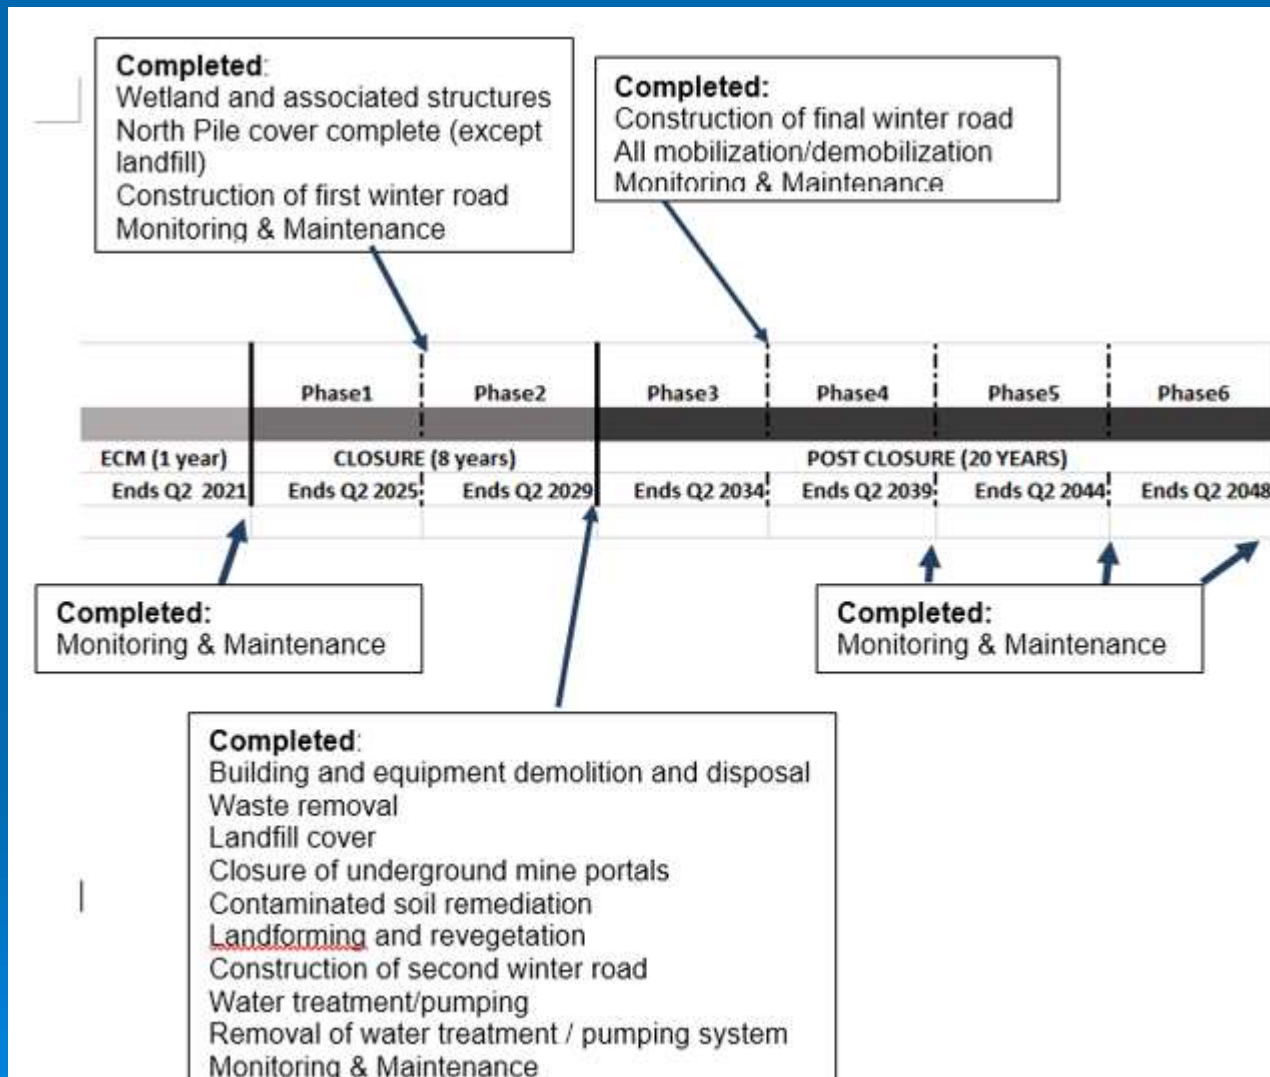 Completed:
Wetland and associated structures
North Pile cover complete (except
landfill)
Construction of first winter road
Monitoring & Maintenance
Completed:
Construction of final winter road
All mobilization/demobilization
Monitoring & Maintenance
Phase1 Phase2 Phase3 Phase4 Phase5 Phase6
ECM (1 year) CLOSURE (8 years) POST CLOSURE (20 YEARS)
Ends Q2 2021 Ends Q2 2025 Ends Q2 2029 Ends Q2 2034 Ends Q2 2039 Ends Q2 2044 Ends Q2 2048
Completed:
Monitoring & Maintenance
Completed:
Monitoring & Maintenance
Completed:
Building and equipment demolition and disposal
Waste removal
Landfill cover
Closure of underground mine portals
Contaminated soil remediation
Landforming and revegetation
Construction of second winter road
Water treatment/pumping
Removal of water treatment / pumping system
Monitoring & Maintenance